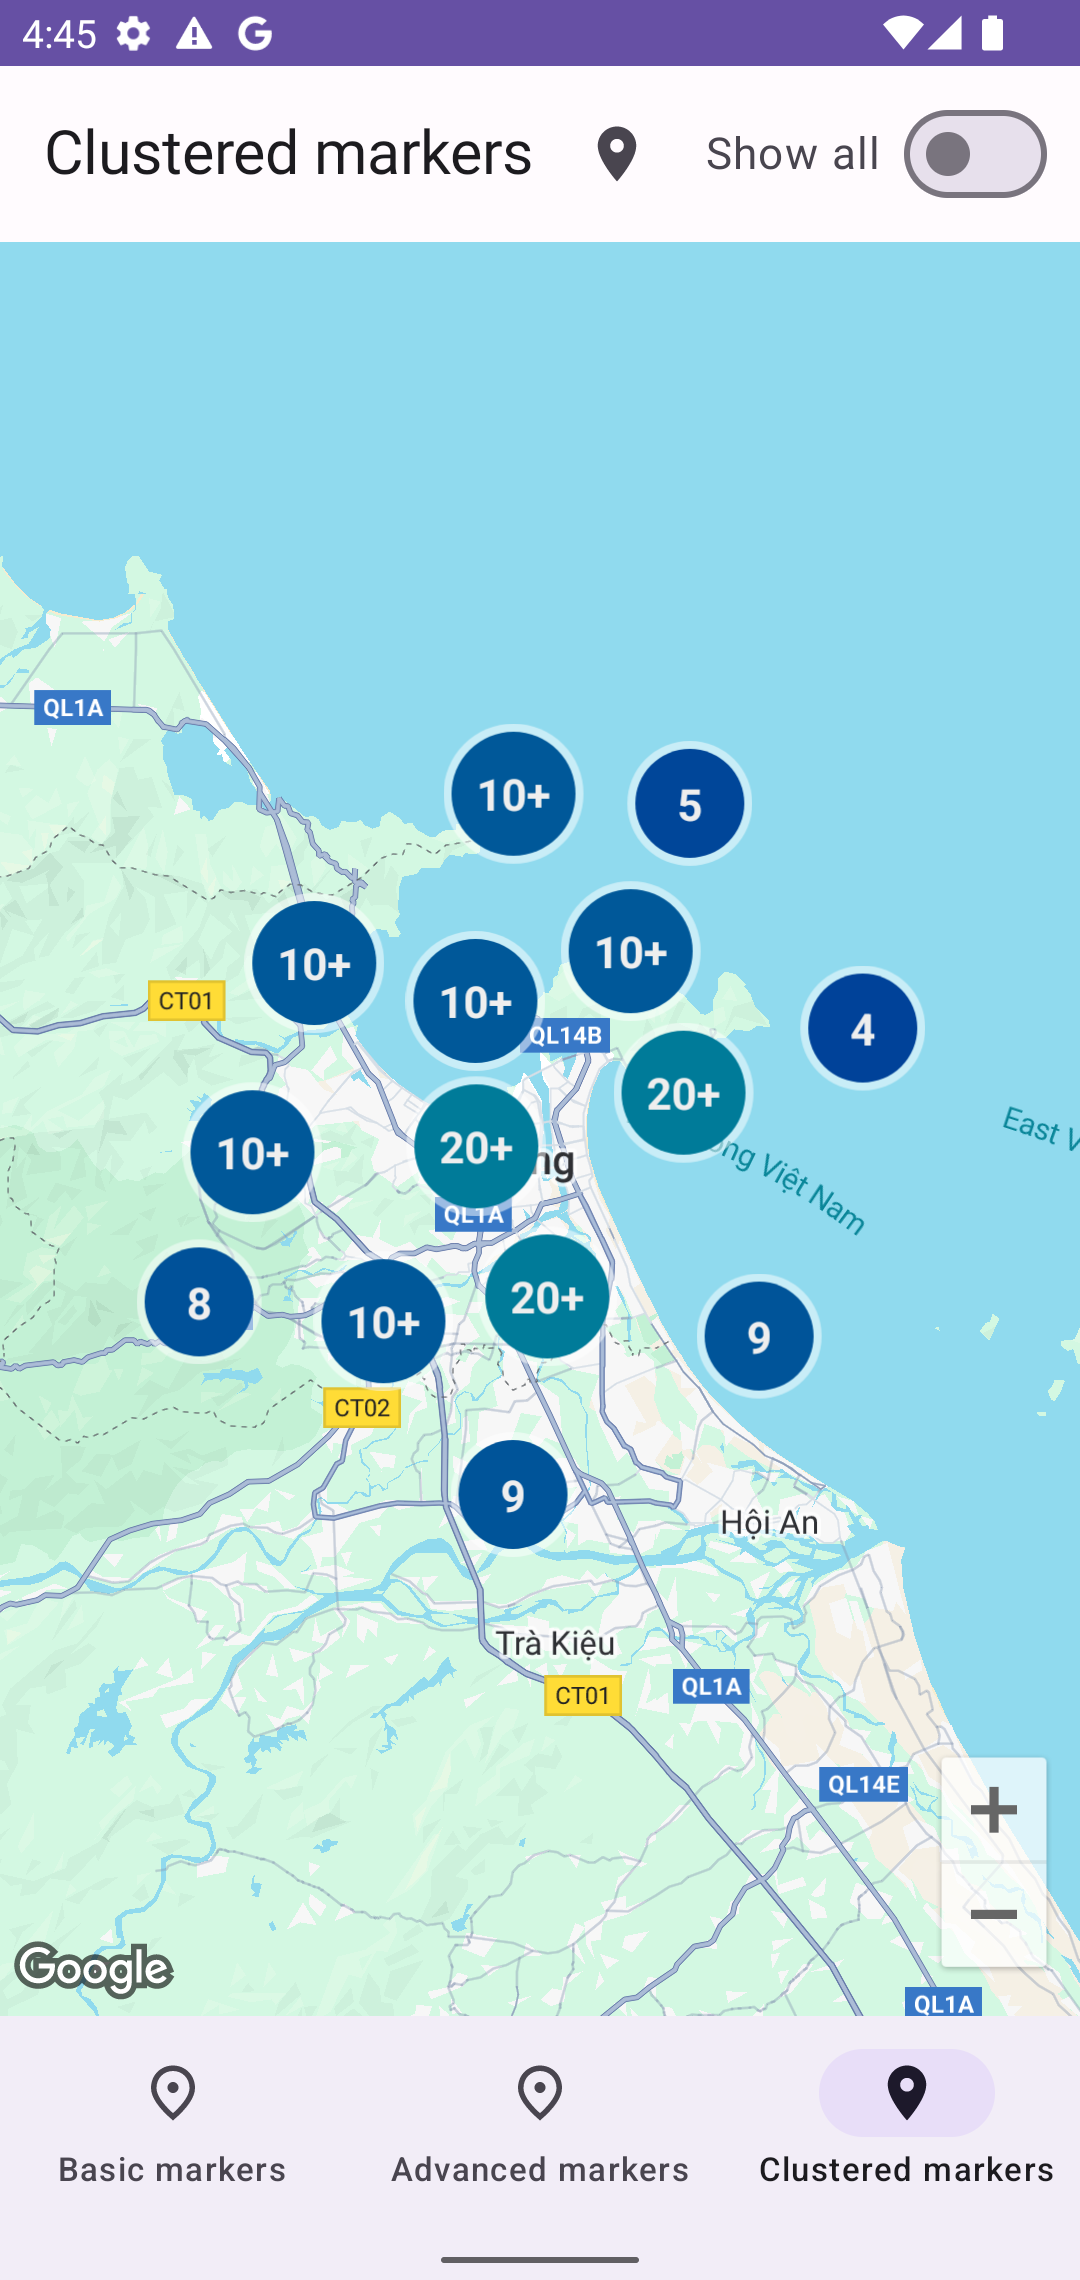 4:45
Clustered markers
Show all
QL1A
10+
5
10+
10+
10+
CT01
QL14B
4
20+
East V
10+
20+
ng
ông Việt Nam
QL1A
8
10+
20+
9
CT02
9
Hội An
Trà Kiệu
CT01
QL1A
QL14E
+
−
Google
QL1A
Basic markers
Advanced markers
Clustered markers